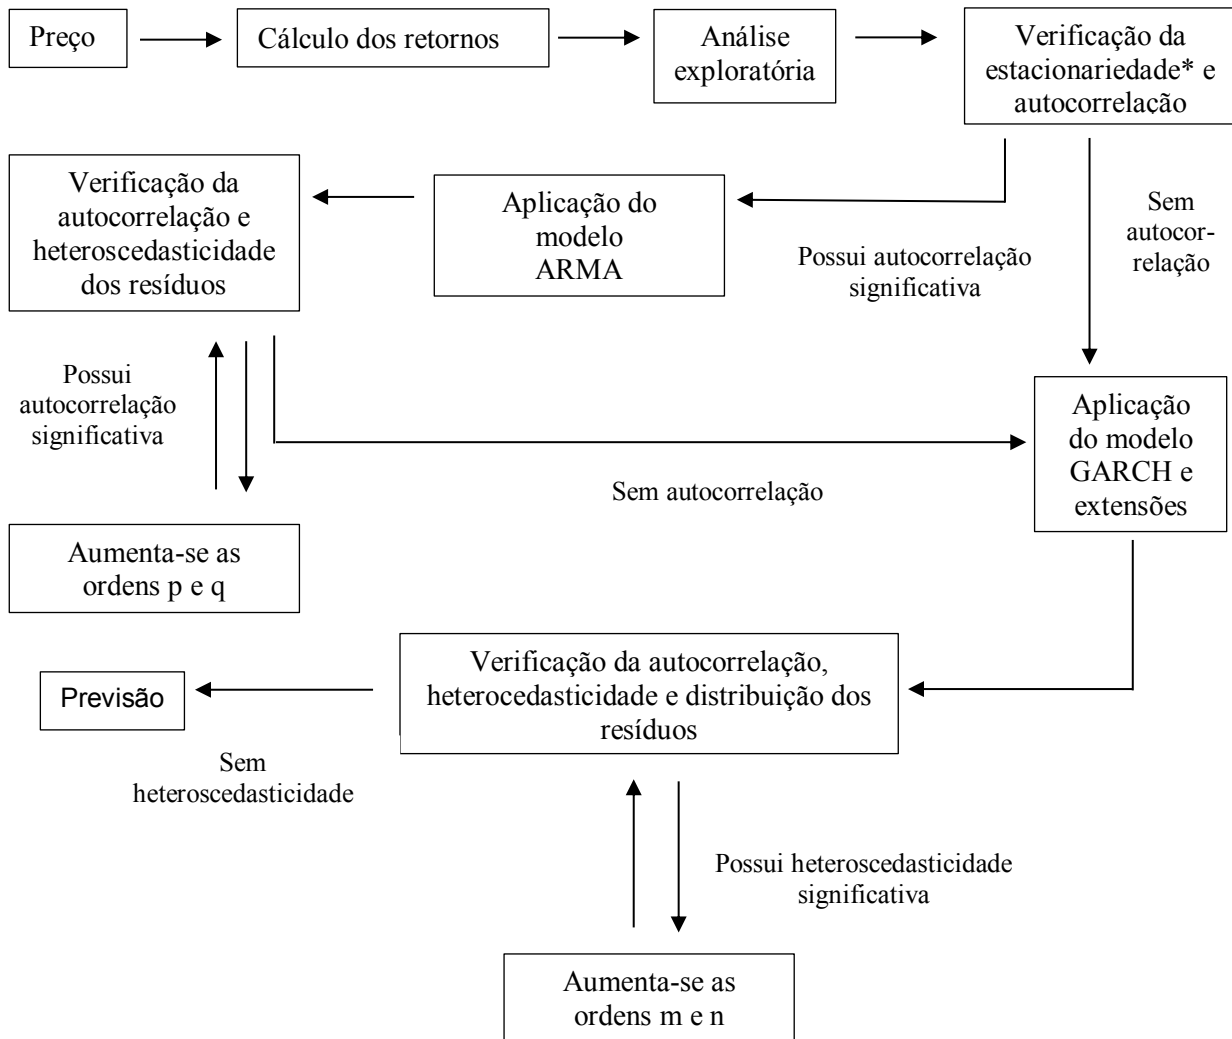 Preço
Cálculo dos retornos
Análise
exploratória
Verificação da
estacionariedade* e
autocorrelação
Verificação da
autocorrelação e
heteroscedasticidade
dos resíduos
Aplicação do
modelo
ARMA
Possui autocorrelação
significativa
Sem
autocor-
relação
Possui
autocorrelação
significativa
Aplicação
do modelo
GARCH e
extensões
Sem autocorrelação
Aumenta-se as
ordens p e q
Verificação da autocorrelação,
heterocedasticidade e distribuição dos
resíduos
Previsão
Sem
heteroscedasticidade
Possui heteroscedasticidade
significativa
Aumenta-se as
ordens m e n